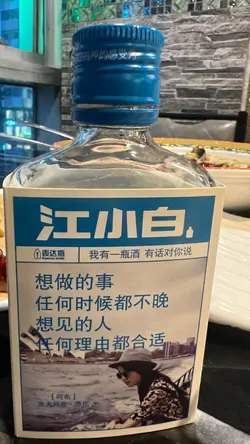 江小白
表达瓶
我有一瓶酒 有话对你说
想做的事
任何时候都不晚
想见的人
任何理由都合适
【阿布】